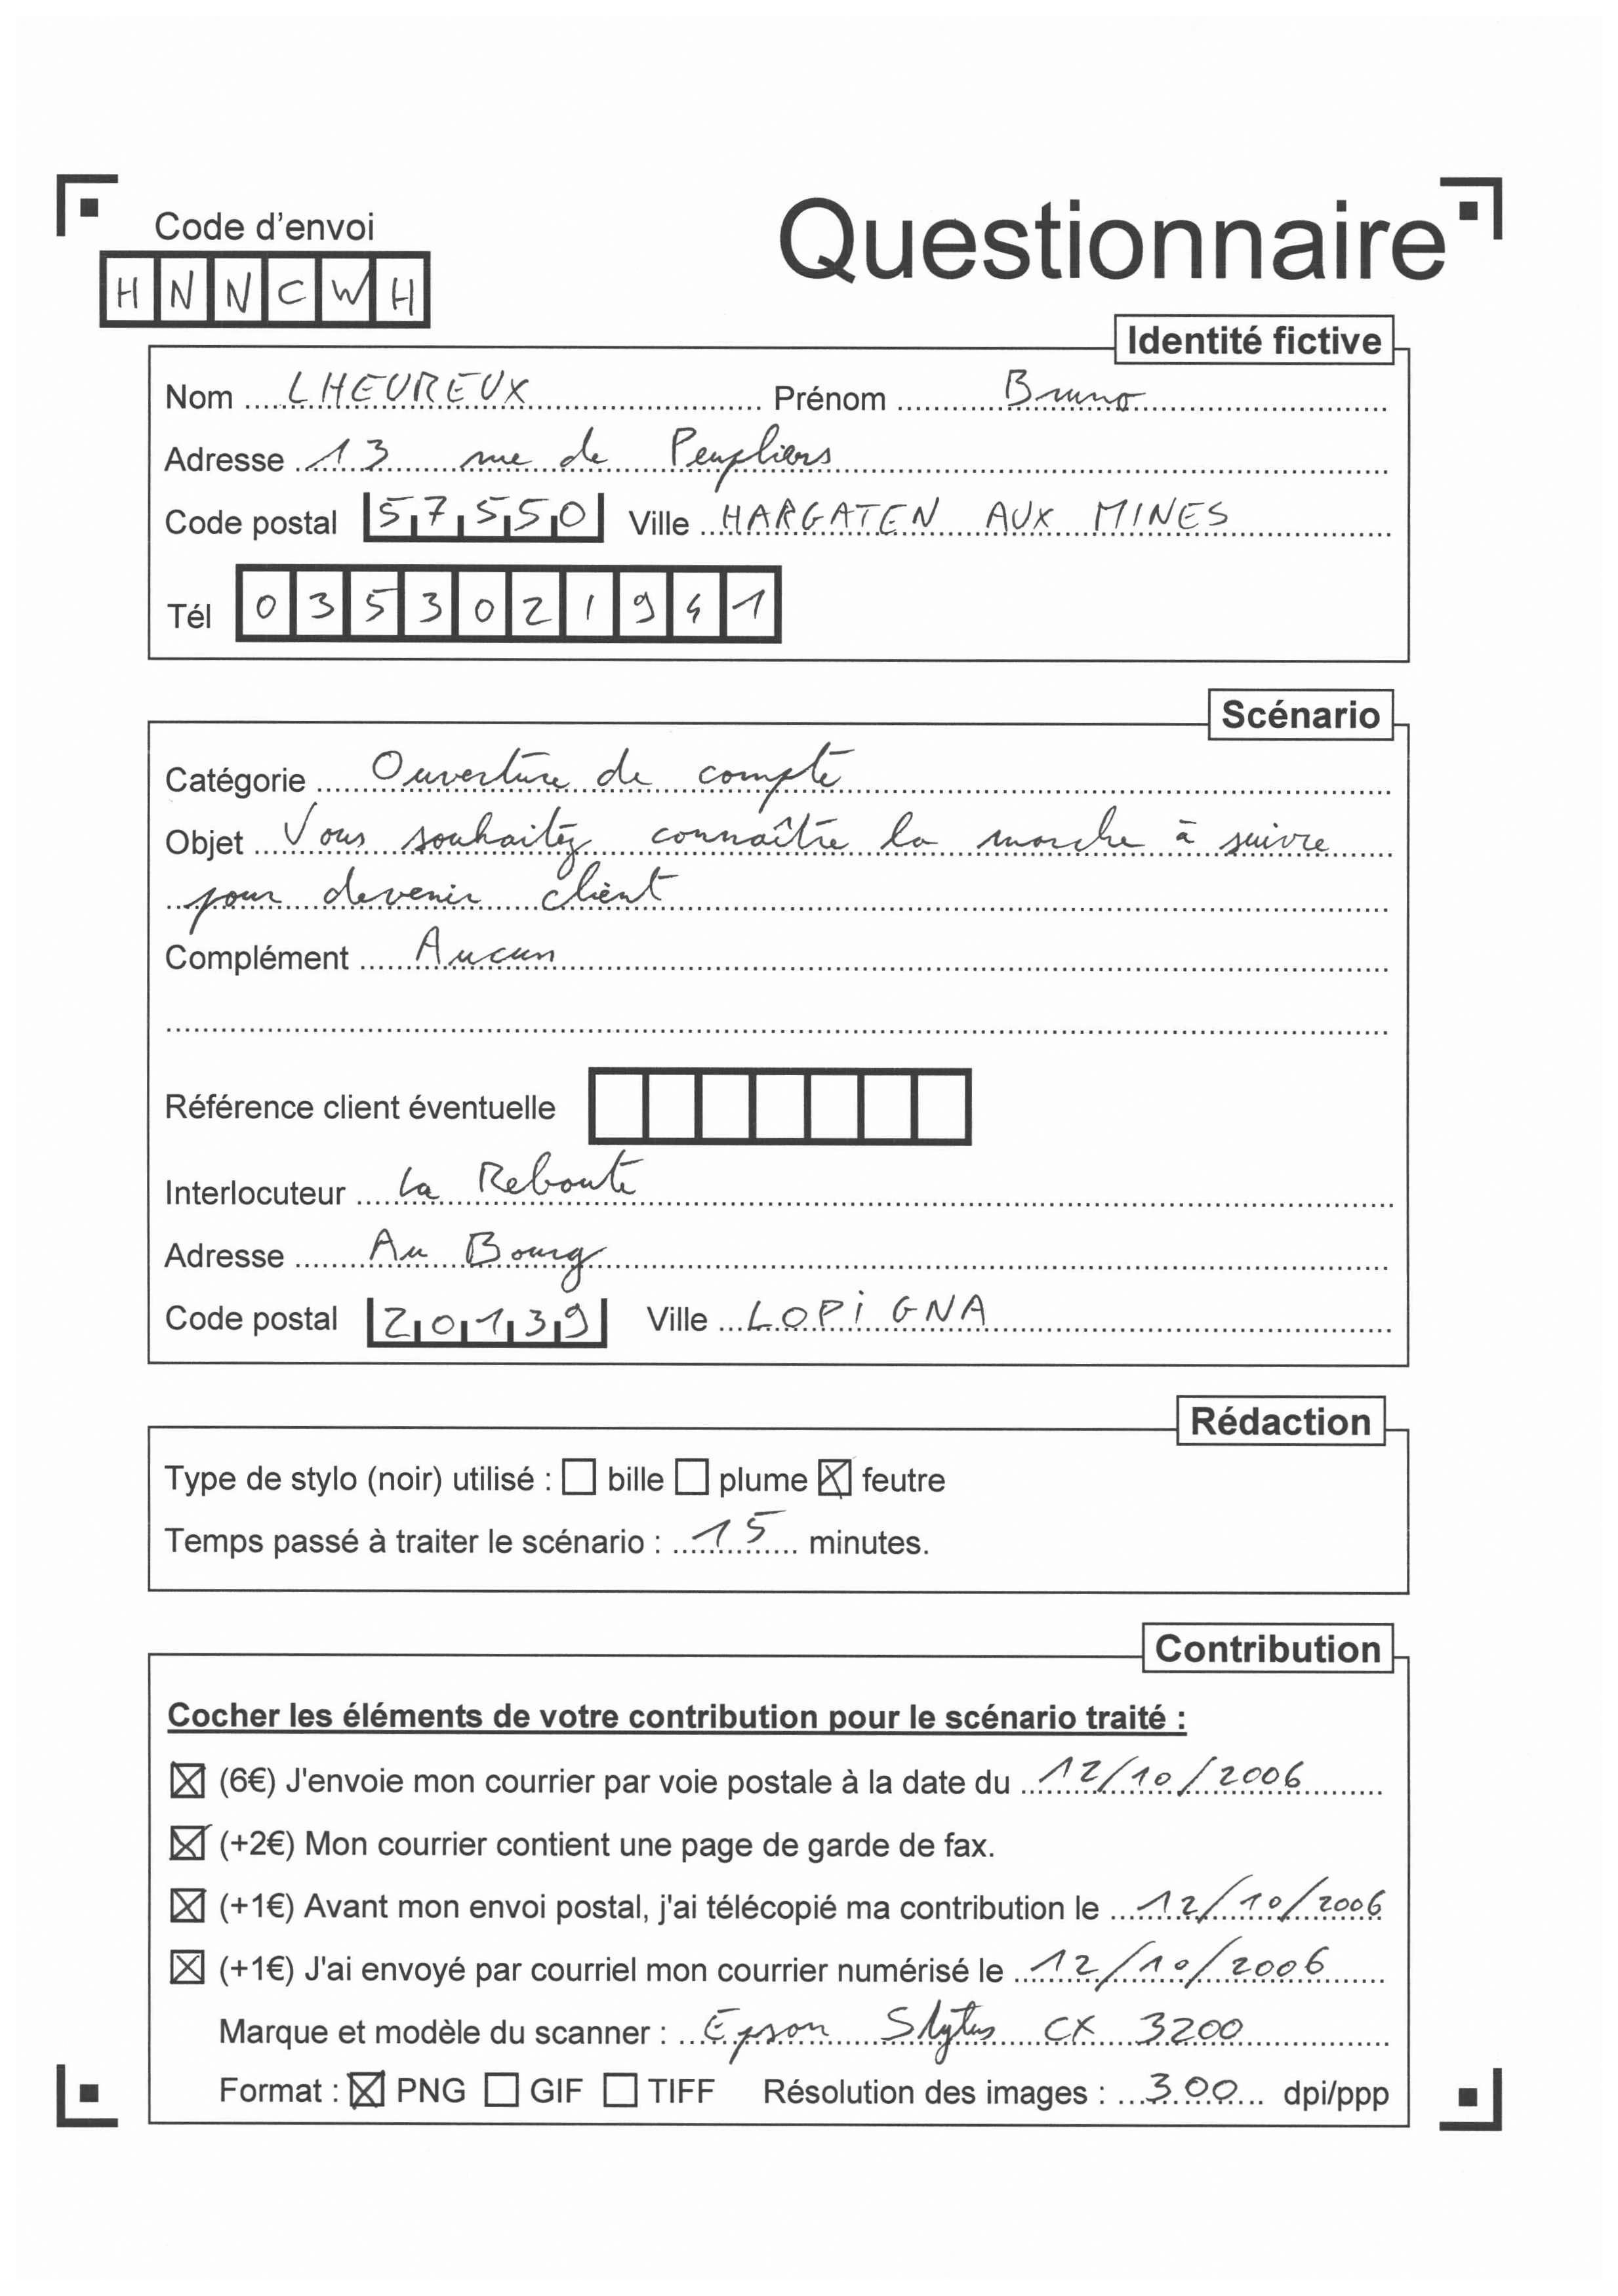 Code d'envoi
Questionnaire
H N N C W H
Identité fictive
Nom LHEUREUX Prénom Bruno
Adresse 13 rue de Peupliers
Code postal 57550 Ville HARGATEN AUX MINES
Tél 0353021941
Scénario
Catégorie Ouverture de compte
Objet Vous souhaitez connaître la marche à suivre
pour devenir client
Complément Aucun
Référence client éventuelle
Interlocuteur La Reboute
Adresse Au Bourg
Code postal 20139 Ville LOPIGNA
Rédaction
Type de stylo (noir) utilisé : ☐ bille ☐ plume ☒ feutre
Temps passé à traiter le scénario : 15 minutes.
Contribution
Cocher les éléments de votre contribution pour le scénario traité :
☒ (6€) J'envoie mon courrier par voie postale à la date du 12/10/2006
☒ (+2€) Mon courrier contient une page de garde de fax.
☒ (+1€) Avant mon envoi postal, j'ai télécopié ma contribution le 12/10/2006
☒ (+1€) J'ai envoyé par courriel mon courrier numérisé le 12/10/2006
Marque et modèle du scanner : Epson Slytus CX 3200
Format : ☒ PNG ☐ GIF ☐ TIFF Résolution des images : 300 dpi/ppp